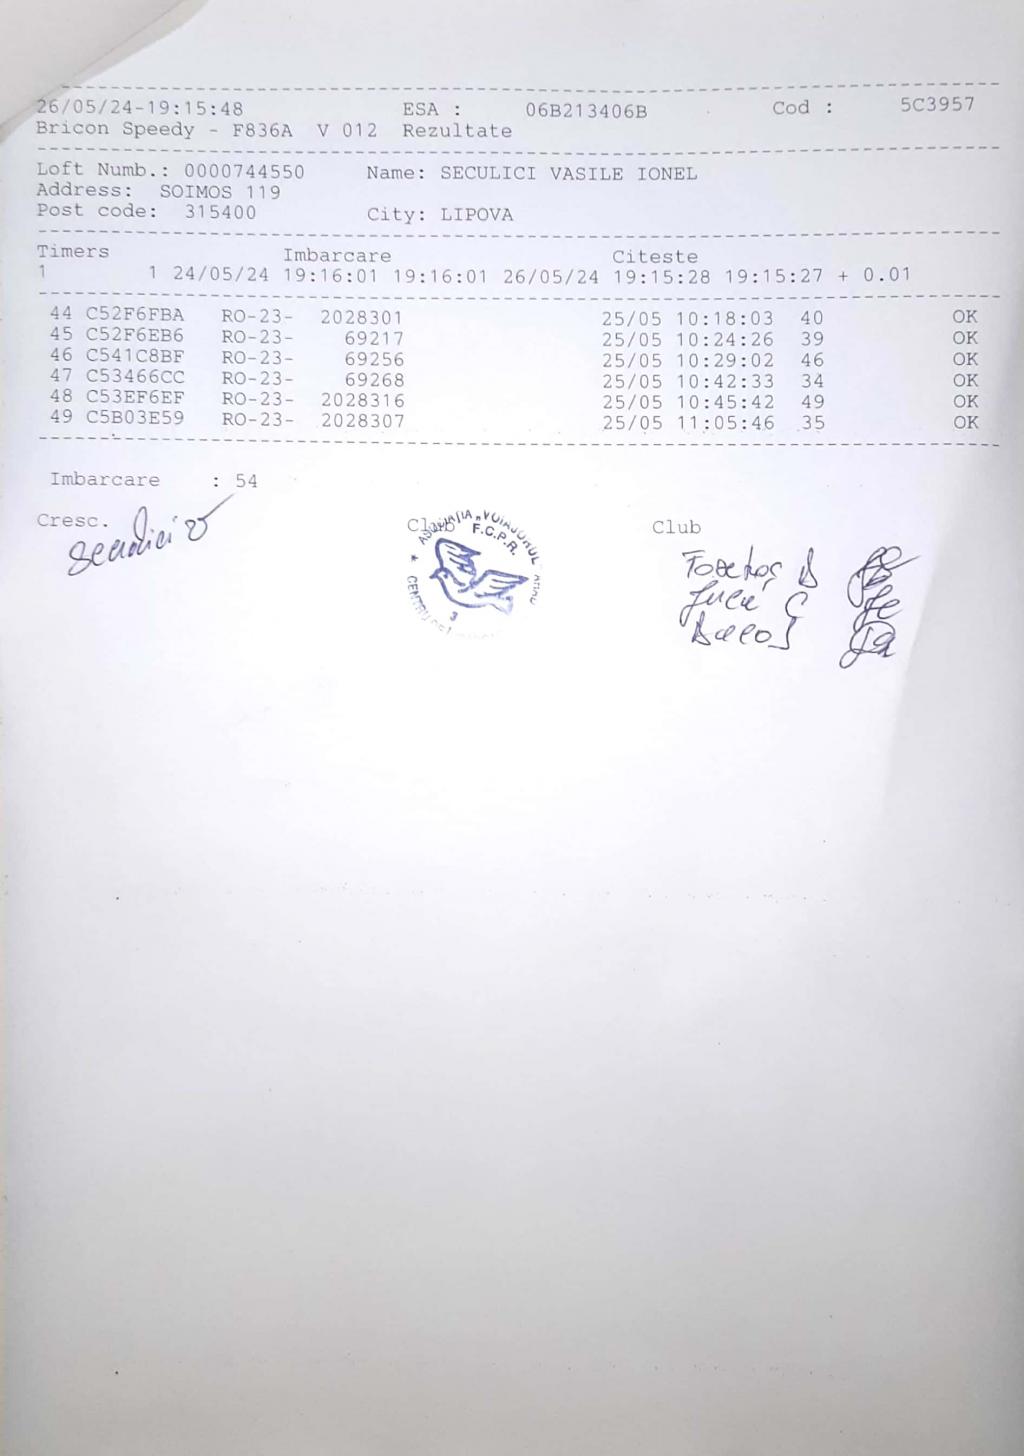 26/05/24-19:15:48 ESA : 06B213406B Cod : 5C3957
Bricon Speedy - F836A V 012 Rezultate
Loft Numb.: 0000744550 Name: SECULICI VASILE IONEL
Address: SOIMOS 119
Post code: 315400 City: LIPOVA
Timers Imbarcare Citeste
1 1 24/05/24 19:16:01 19:16:01 26/05/24 19:15:28 19:15:27 + 0.01
44 C52F6FBA RO-23- 2028301 25/05 10:18:03 40 OK
45 C52F6EB6 RO-23- 69217 25/05 10:24:26 39 OK
46 C541C8BF RO-23- 69256 25/05 10:29:02 46 OK
47 C53466CC RO-23- 69268 25/05 10:42:33 34 OK
48 C53EF6EF RO-23- 2028316 25/05 10:45:42 49 OK
49 C5B03E59 RO-23- 2028307 25/05 11:05:46 35 OK
Imbarcare : 54
Cresc. Club Club
Seculici V
F.C.P.R.
CENTRU
3